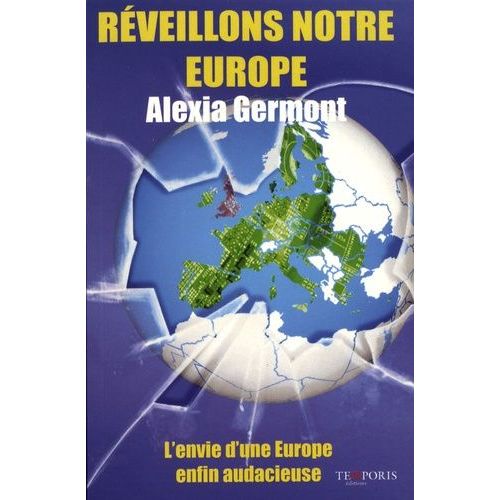 RÉVEILLONS NOTRE
EUROPE
Alexia Germont
L'envie d'une Europe
enfin audacieuse
TEMPORIS
éditions